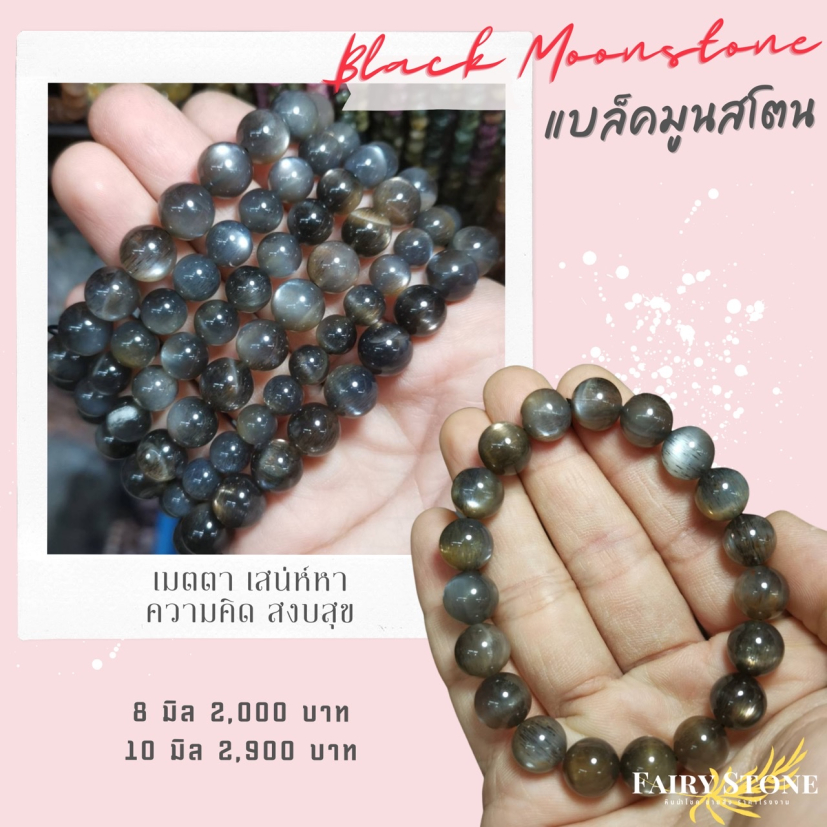 Black Moonstone
แบล็คมูนสโตน
เมตตา เสน่ห์หา
ความคิด สงบสุข
8 มิล 2,000 บาท
10 มิล 2,900 บาท
FAIRY STONE